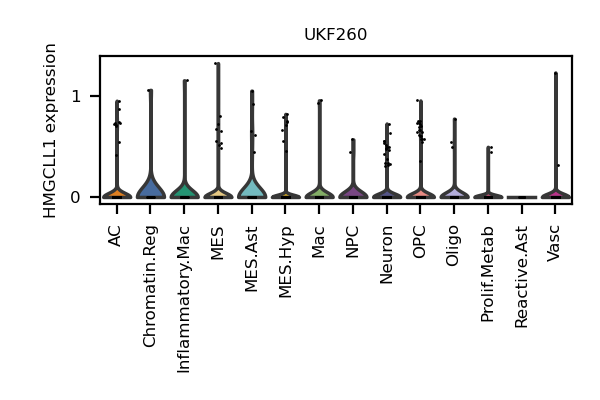 UKF260
HMGCLL1 expression
1
0
AC
Chromatin.Reg
Inflammatory.Mac
MES
MES.Ast
MES.Hyp
Mac
NPC
Neuron
OPC
Oligo
Prolif.Metab
Reactive.Ast
Vasc